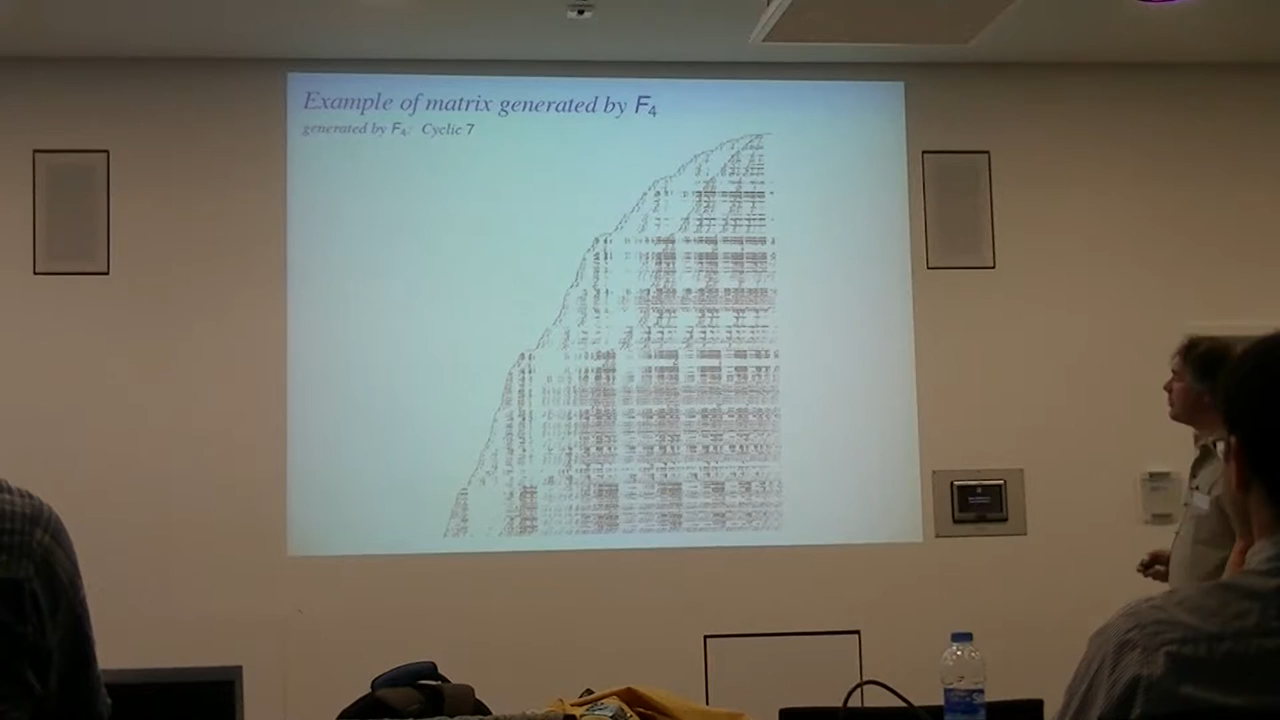 Example of matrix generated by F₄
generated by F₄: Cyclic 7